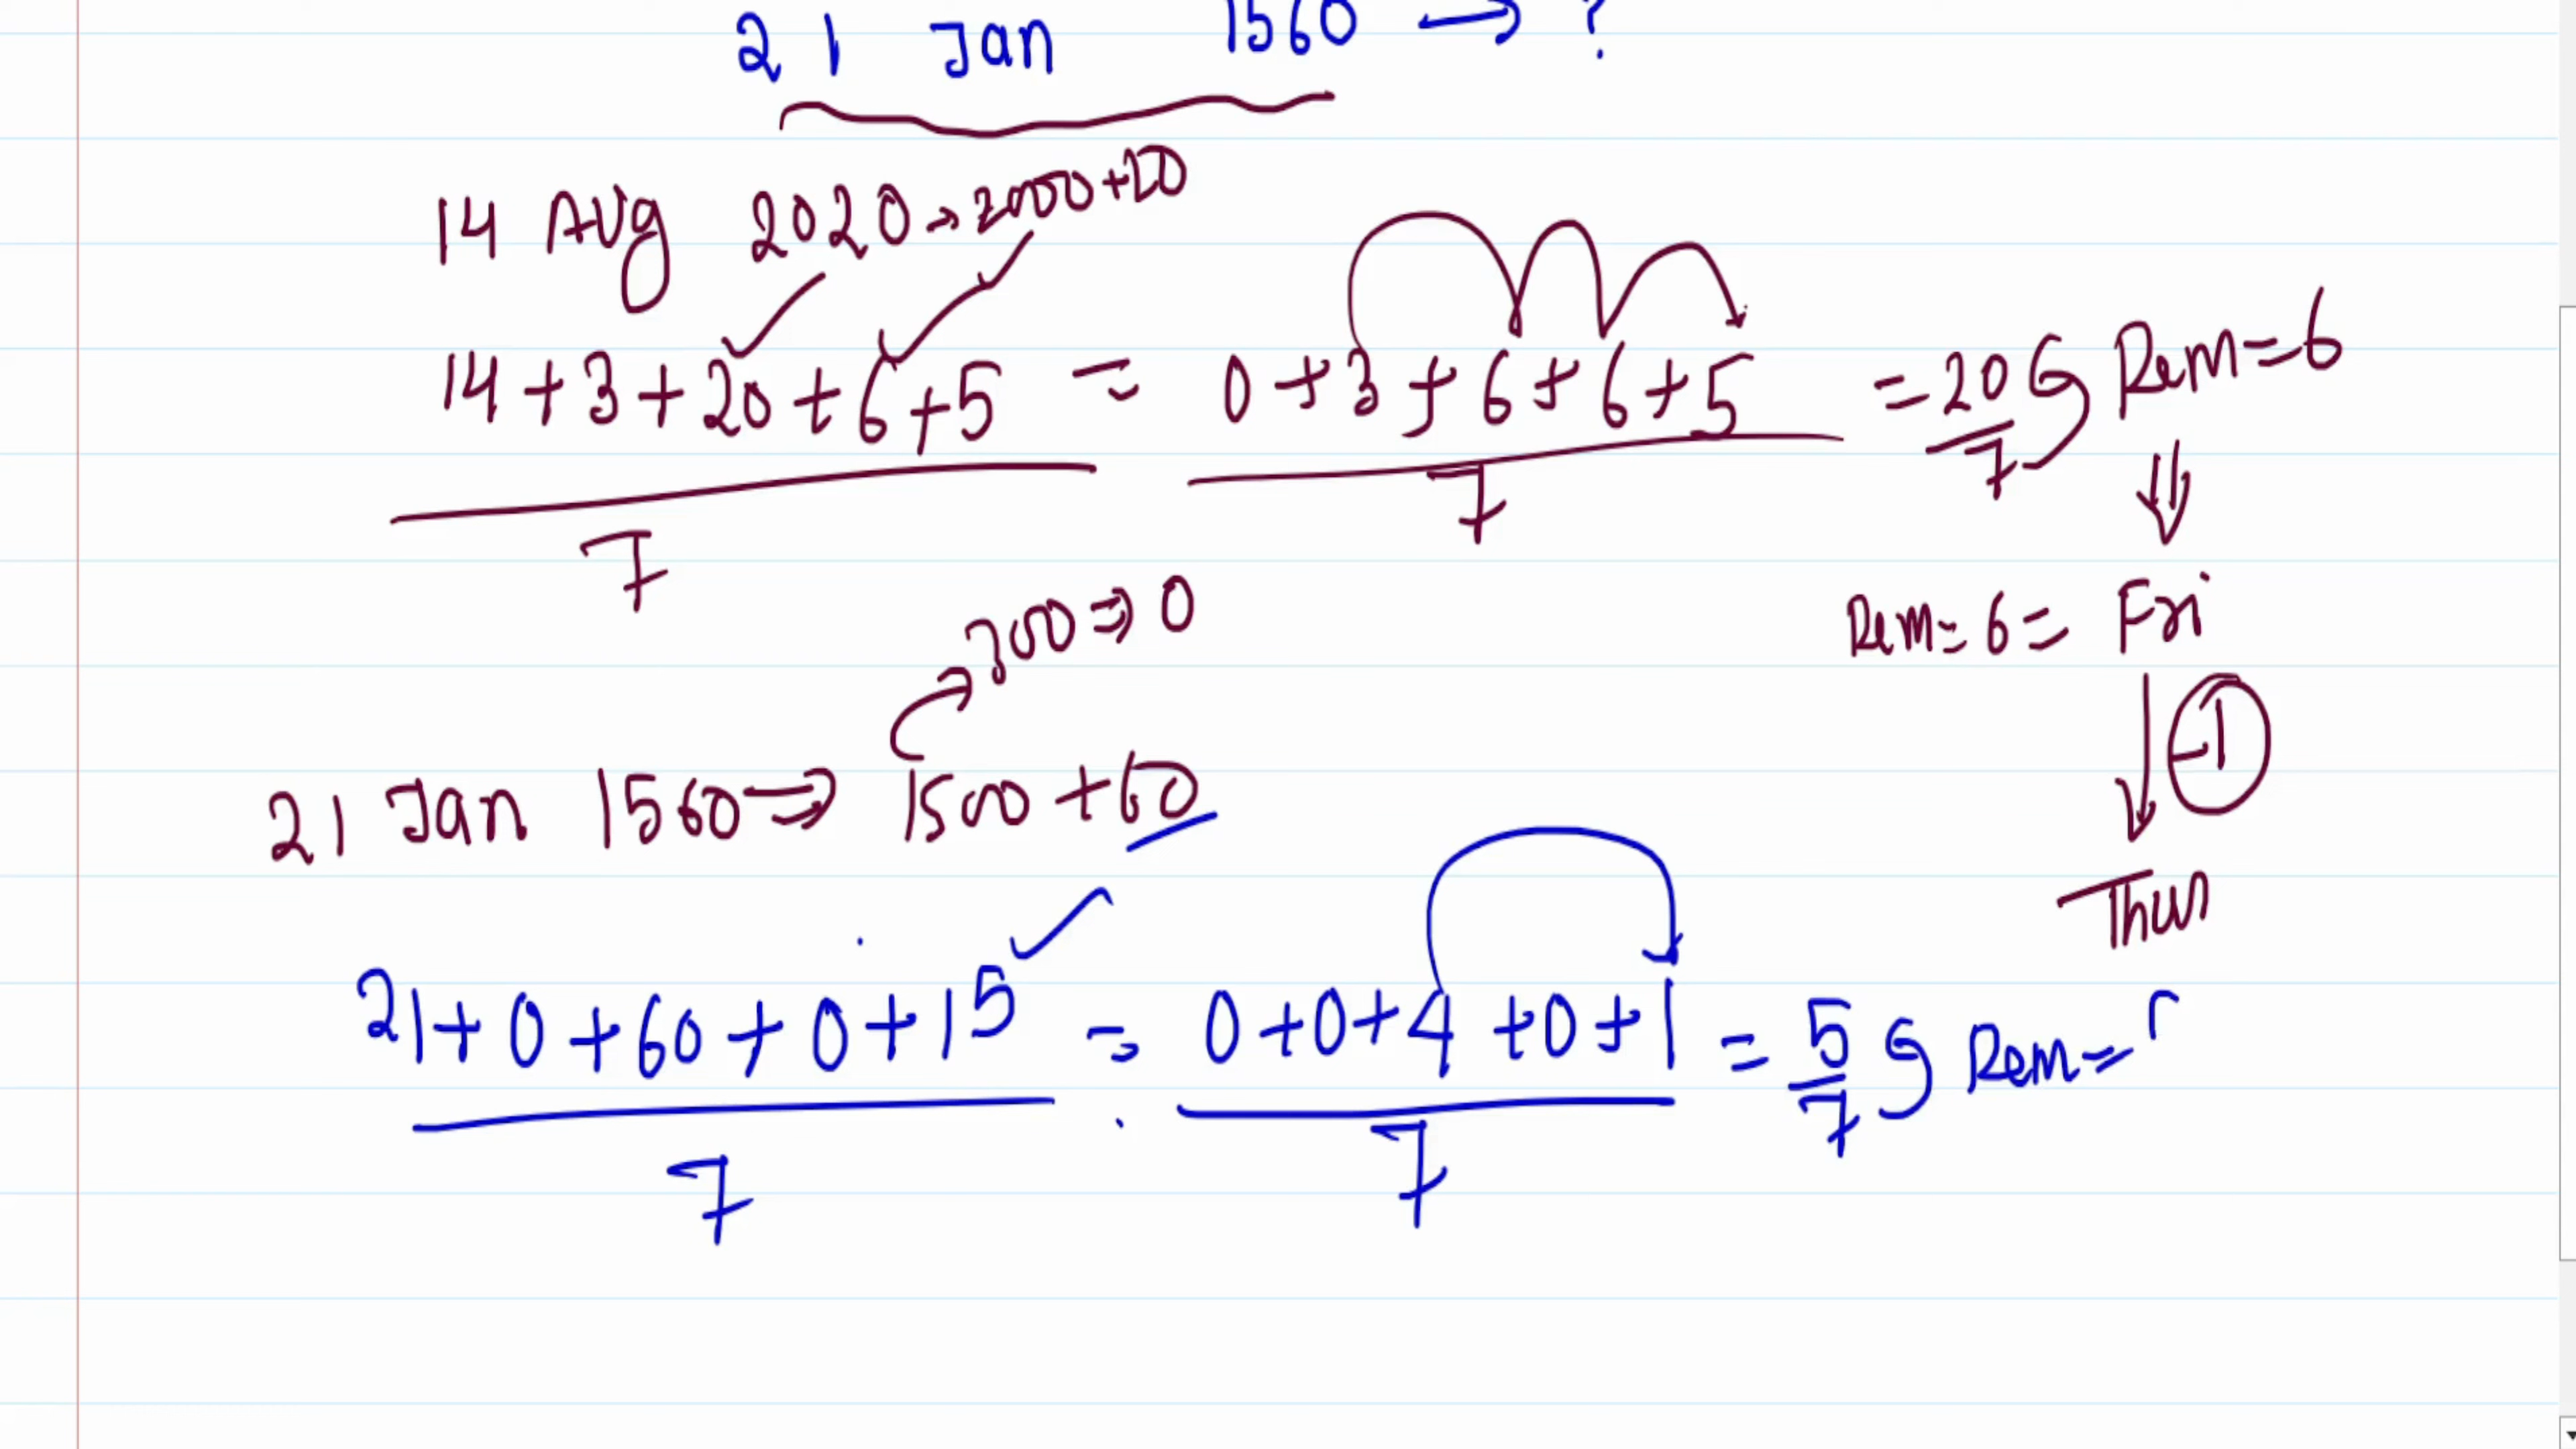 21 Jan 1560 → ?
14 Aug 2020 → 2000+20
14+3+20+6+5 = 0+3+6+6+5 = 20 Rem=6
7 7 7
Rem=6= Fri
-1
Thur
300⇒0
21 Jan 1560 ⇒ 1500+60
21+0+60+0+15 = 0+0+4+0+1 = 5 Rem=
7 7 7